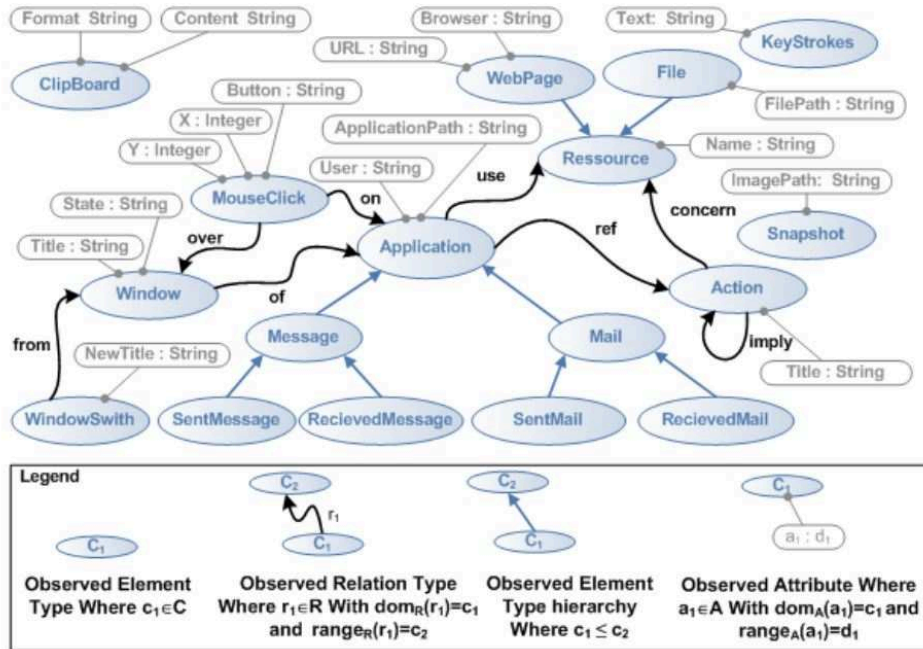 Format String
Content String
ClipBoard
Browser : String
URL : String
WebPage
Text: String
KeyStrokes
File
FilePath : String
Button : String
X : Integer
Y : Integer
MouseClick
ApplicationPath : String
User : String
on
use
Ressource
Name : String
ImagePath: String
Snapshot
State : String
Title : String
over
Window
of
Application
ref
concern
Action
imply
Title : String
from
NewTitle : String
WindowSwith
Message
Mail
SentMessage
RecievedMessage
SentMail
RecievedMail
Legend
C₁
Observed Element
Type Where c₁∈C
C₂
r₁
C₁
Observed Relation Type
Where r₁∈R With domR(r₁)=c₁
and rangeR(r₁)=c₂
C₂
C₁
Observed Element
Type hierarchy
Where c₁ ≤ c₂
C₁
a₁ : d₁
Observed Attribute Where
a₁∈A With domA(a₁)=c₁ and
rangeA(a₁)=d₁